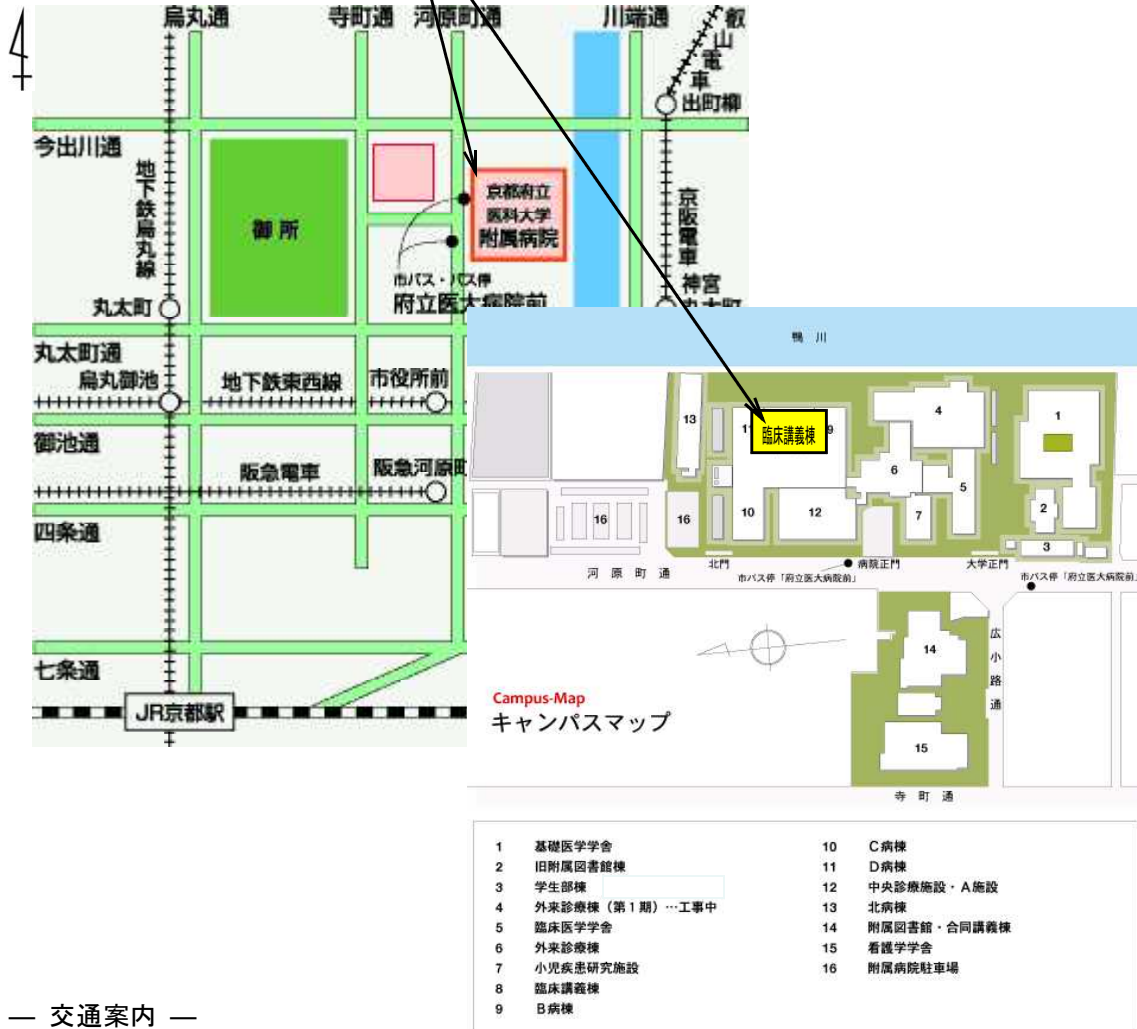 烏丸通 寺町通 河原町通 川端通
叡山電車
出町柳
今出川通
地下鉄烏丸線
御所
京都府立
医科大学
附属病院
京阪電車
市バス・バス停
府立医大病院前
神宮
丸太町
丸太町
丸太町通
烏丸御池
地下鉄東西線
市役所前
御池通
阪急電車
阪急河原町
四条通
七条通
JR京都駅
鴨 川
13
11
臨床講義棟
9
4
1
6
5
2
16
16
10
12
7
3
河 原 町 通
北門
市バス停「府立医大病院前」
病院正門
大学正門
市バス停「府立医大病院前」
14
広小路通
15
Campus-Map
キャンパスマップ
寺 町 通
1 基礎医学学舎
2 旧附属図書館棟
3 学生部棟
4 外来診療棟（第１期）…工事中
5 臨床医学学舎
6 外来診療棟
7 小児疾患研究施設
8 臨床講義棟
9 Ｂ病棟
10 Ｃ病棟
11 Ｄ病棟
12 中央診療施設・Ａ施設
13 北病棟
14 附属図書館・合同講義棟
15 看護学学舎
16 附属病院駐車場
― 交通案内 ―